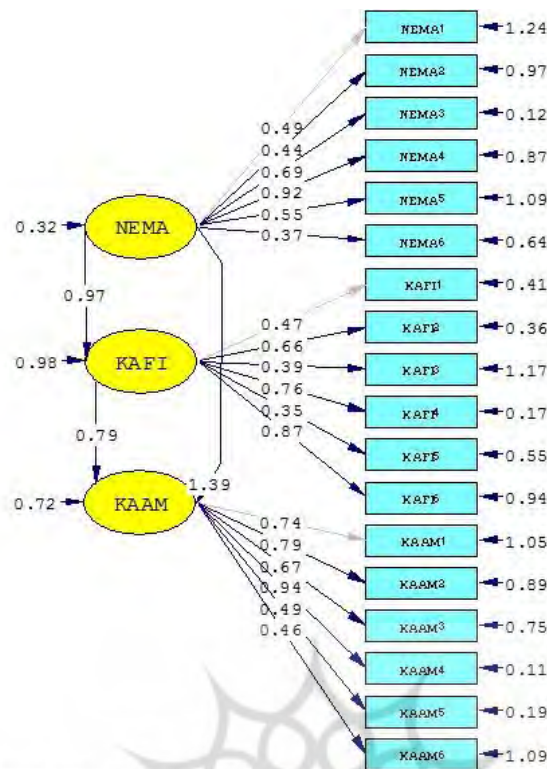 NEMA1 1.24
NEMA2 0.97
NEMA3 0.12
0.49
0.44
NEMA4 0.87
0.69
0.92
NEMA5 1.09
0.55
0.32 NEMA
0.37
NEMA6 0.64
KAFI1 0.41
0.97
0.47
KAFI2 0.36
0.66
0.98 KAFI
0.39
KAFI3 1.17
0.76
0.35
KAFI4 0.17
0.87
0.79
KAFI5 0.55
1.39
KAFI6 0.94
0.72 KAAM
0.74
KAAM1 1.05
0.79
0.67
KAAM2 0.89
0.94
0.49
KAAM3 0.75
0.46
KAAM4 0.11
KAAM5 0.19
KAAM6 1.09